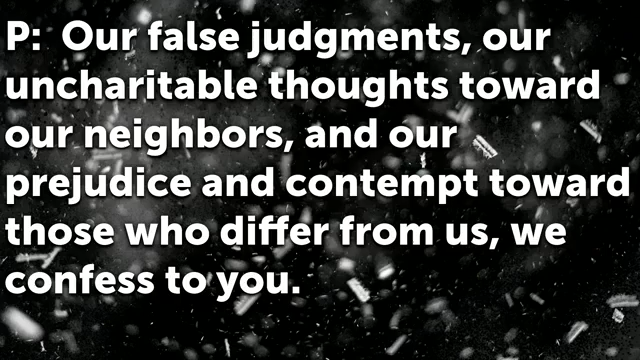 P:  Our false judgments, our
uncharitable thoughts toward
our neighbors, and our
prejudice and contempt toward
those who differ from us, we
confess to you.